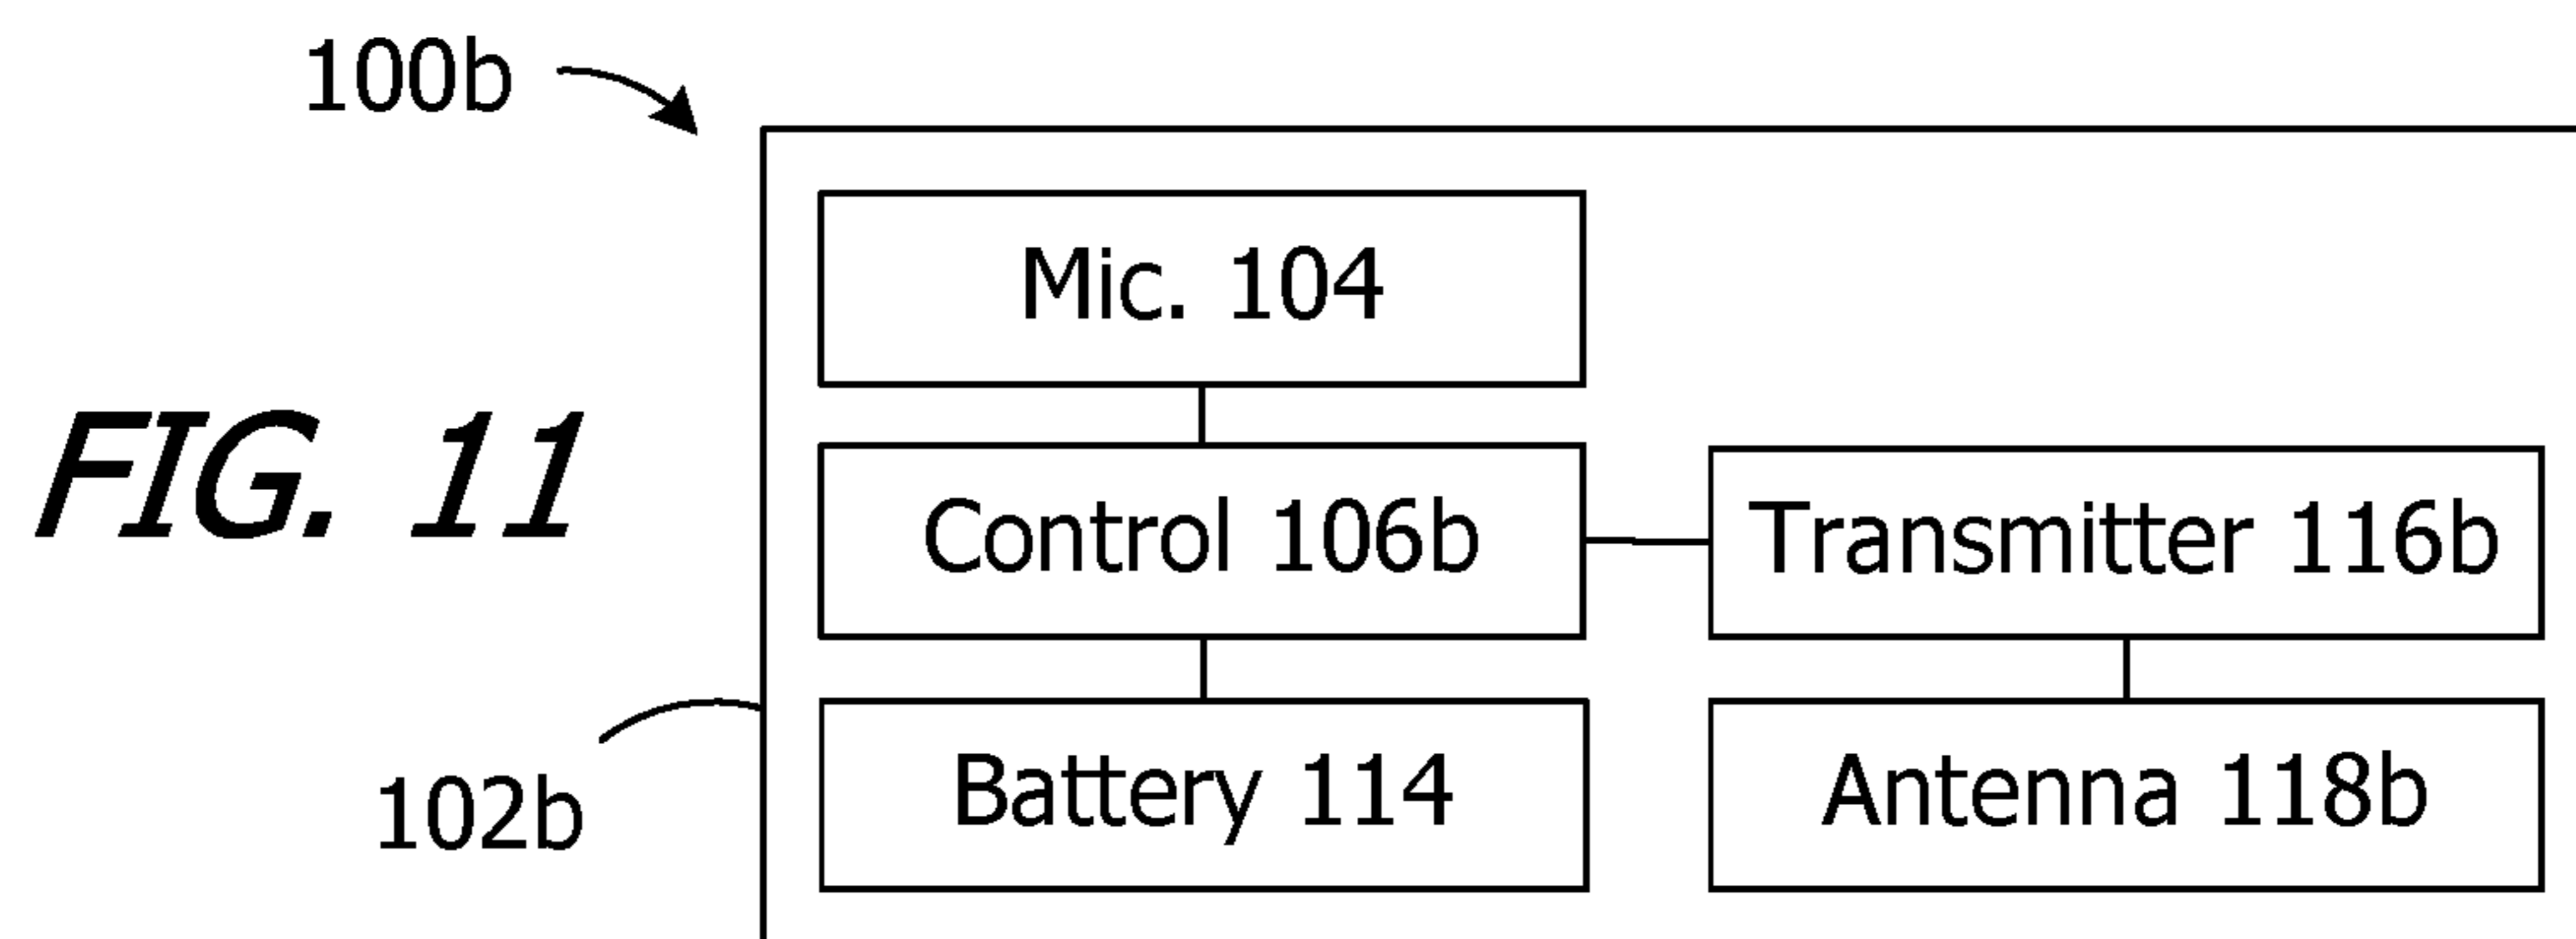 100b
Mic. 104
FIG. 11
Control 106b
Transmitter 116b
102b
Battery 114
Antenna 118b